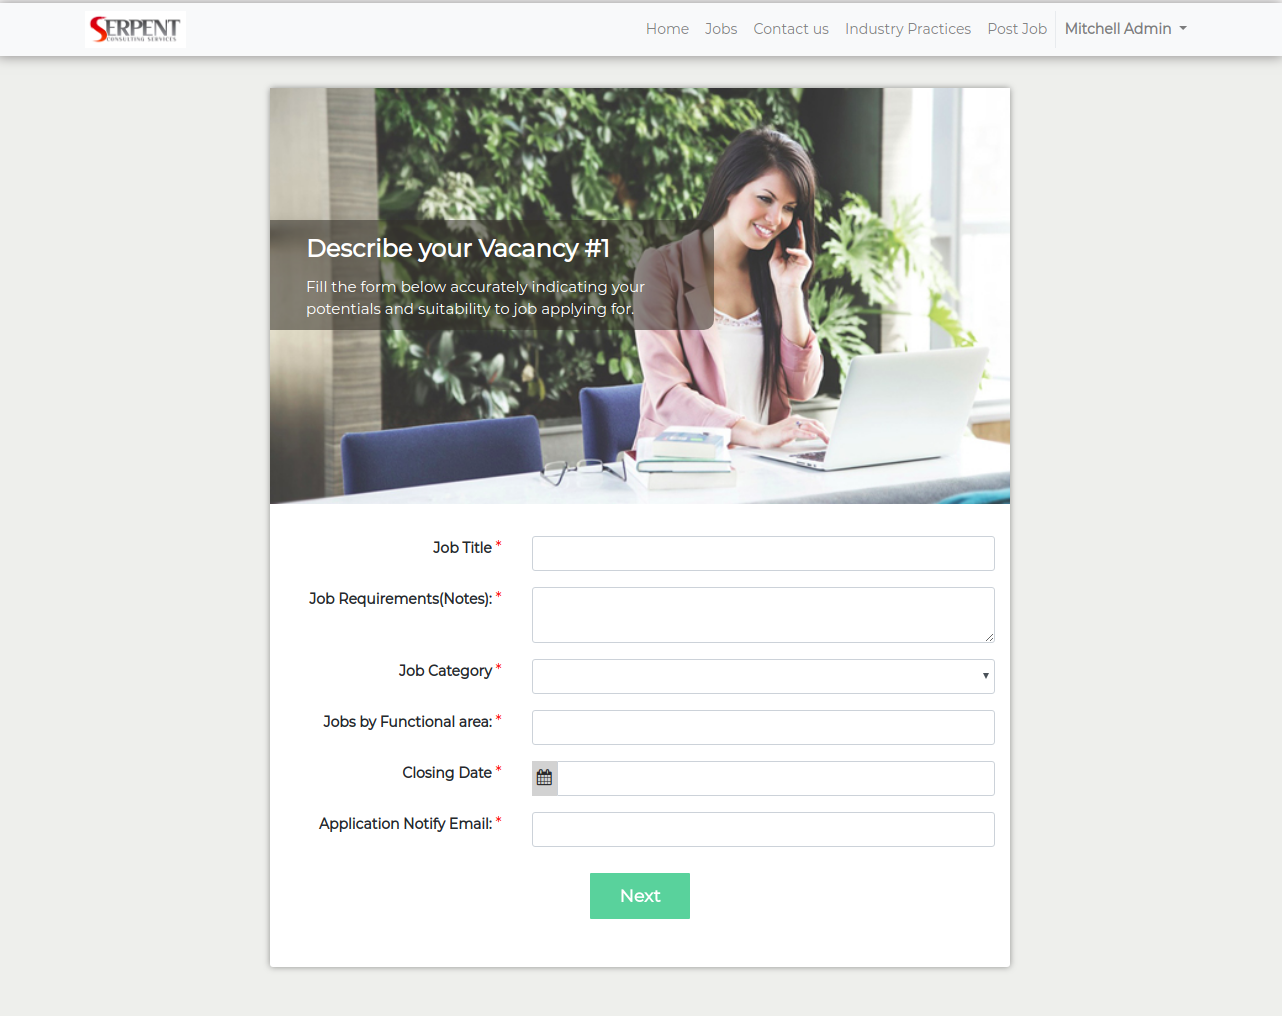 SERPENT
CONSULTING SERVICES
Home Jobs Contact us Industry Practices Post Job Mitchell Admin
Describe your Vacancy #1
Fill the form below accurately indicating your
potentials and suitability to job applying for.
Job Title *
Job Requirements(Notes): *
Job Category *
Jobs by Functional area: *
Closing Date *
Application Notify Email: *
Next